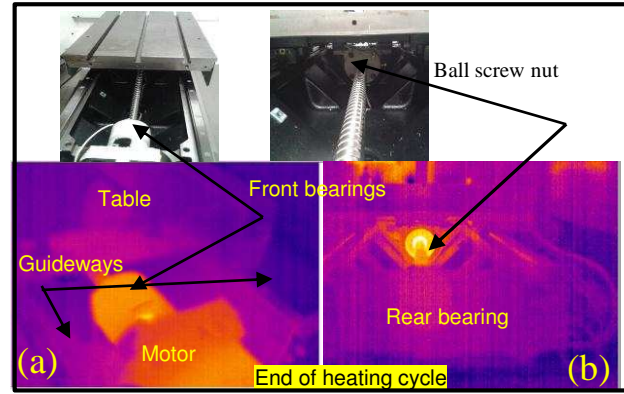 Ball screw nut
Front bearings
Table
Guideways
Rear bearing
Motor
(a)
(b)
End of heating cycle